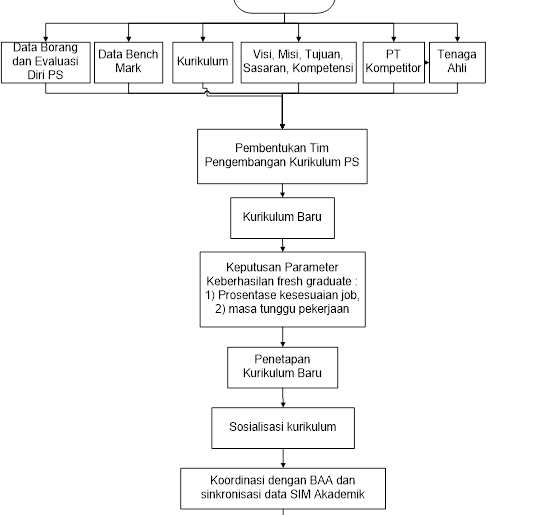 Data Borang
dan Evaluasi
Diri PS
Data Bench
Mark
Kurikulum
Visi, Misi, Tujuan,
Sasaran, Kompetensi
PT
Kompetitor
Tenaga
Ahli
Pembentukan Tim
Pengembangan Kurikulum PS
Kurikulum Baru
Keputusan Parameter
Keberhasilan fresh graduate :
1) Prosentase kesesuaian job,
2) masa tunggu pekerjaan
Penetapan
Kurikulum Baru
Sosialisasi kurikulum
Koordinasi dengan BAA dan
sinkronisasi data SIM Akademik